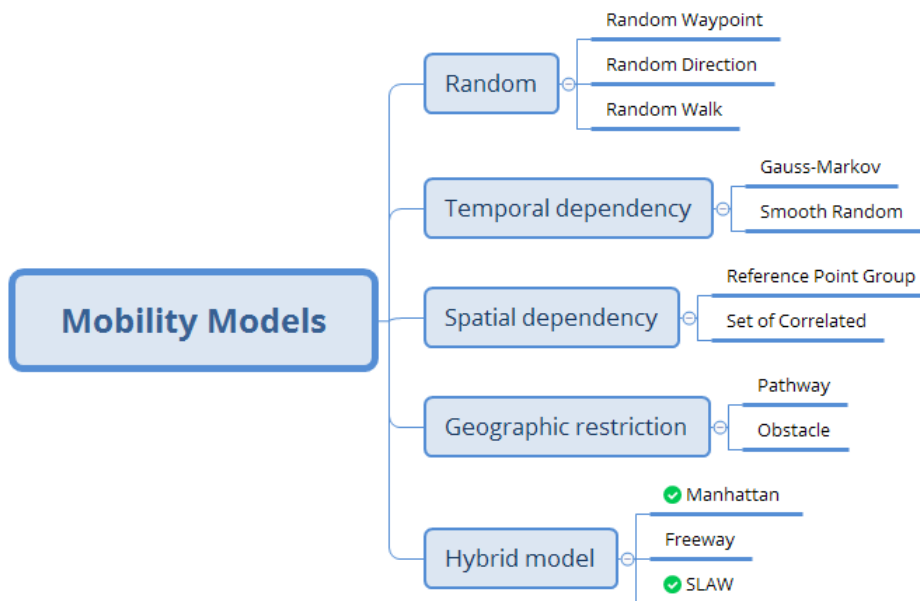 Mobility Models
Random
Random Waypoint
Random Direction
Random Walk
Temporal dependency
Gauss-Markov
Smooth Random
Spatial dependency
Reference Point Group
Set of Correlated
Geographic restriction
Pathway
Obstacle
Hybrid model
Manhattan
Freeway
SLAW